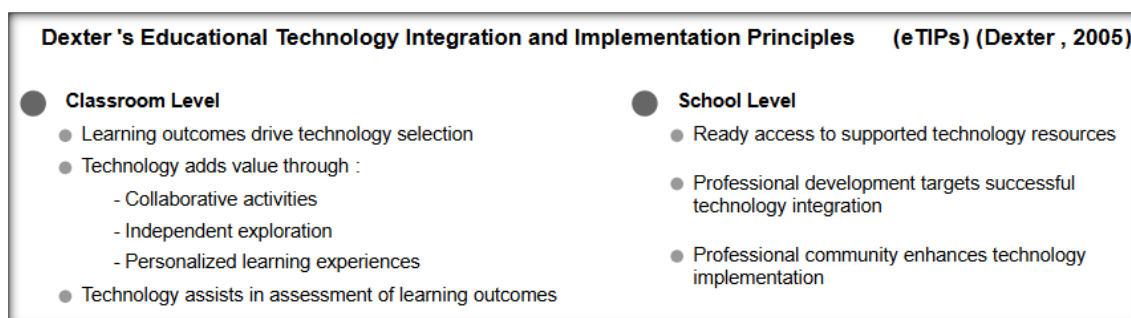 Dexter 's Educational Technology Integration and Implementation Principles (eTIPs) (Dexter , 2005)
Classroom Level
Learning outcomes drive technology selection
Technology adds value through :
- Collaborative activities
- Independent exploration
- Personalized learning experiences
Technology assists in assessment of learning outcomes
School Level
Ready access to supported technology resources
Professional development targets successful
technology integration
Professional community enhances technology
implementation